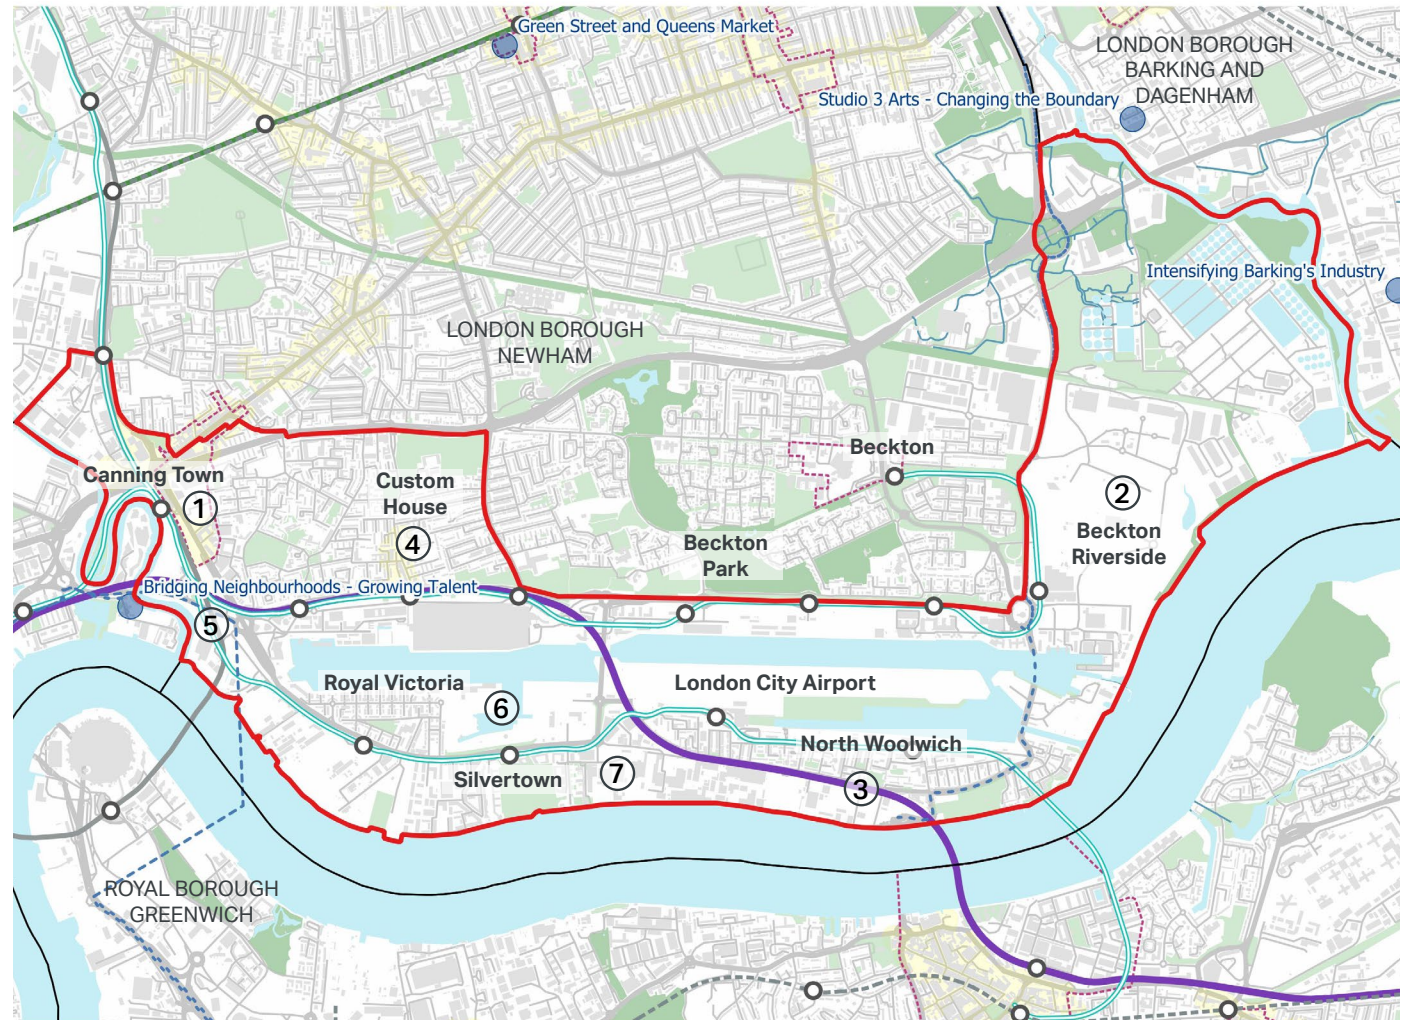 Green Street and Queens Market
LONDON BOROUGH
BARKING AND
DAGENHAM
Studio 3 Arts - Changing the Boundary
Intensifying Barking's Industry
LONDON BOROUGH
NEWHAM
Canning Town
1
Custom
House
4
Beckton
2
Beckton
Riverside
Beckton
Park
Bridging Neighbourhoods - Growing Talent
5
Royal Victoria
6
London City Airport
North Woolwich
Silvertown
7
3
ROYAL BOROUGH
GREENWICH